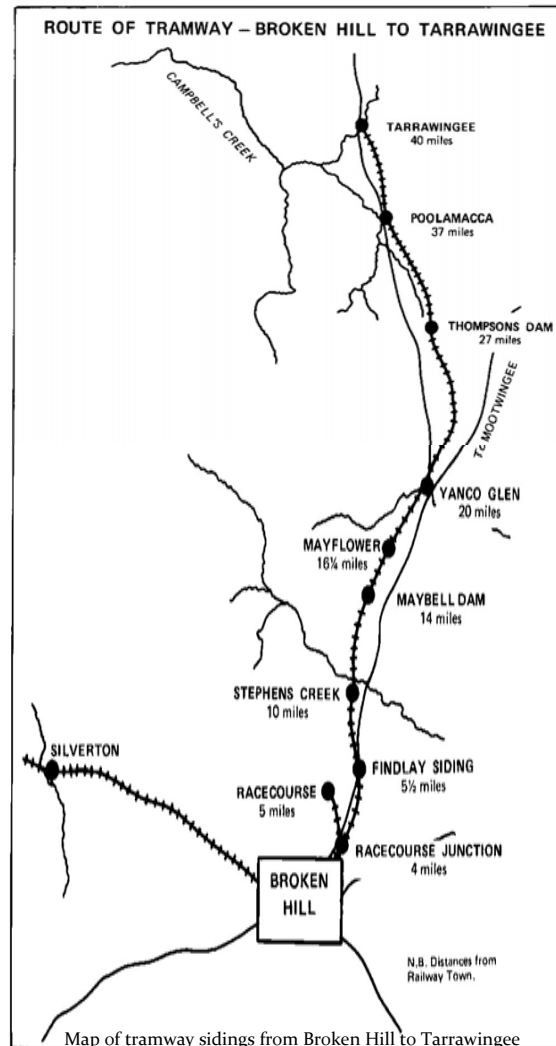 ROUTE OF TRAMWAY – BROKEN HILL TO TARRAWINGEE
CAMPBELL'S CREEK
TARRAWINGEE
40 miles
POOLAMACCA
37 miles
THOMPSONS DAM
27 miles
To MOOTWINGEE
YANCO GLEN
20 miles
MAYFLOWER
16¼ miles
MAYBELL DAM
14 miles
STEPHENS CREEK
10 miles
SILVERTON
FINDLAY SIDING
5½ miles
RACECOURSE
5 miles
RACECOURSE JUNCTION
4 miles
BROKEN
HILL
N.B. Distances from
Railway Town.
Map of tramway sidings from Broken Hill to Tarrawingee